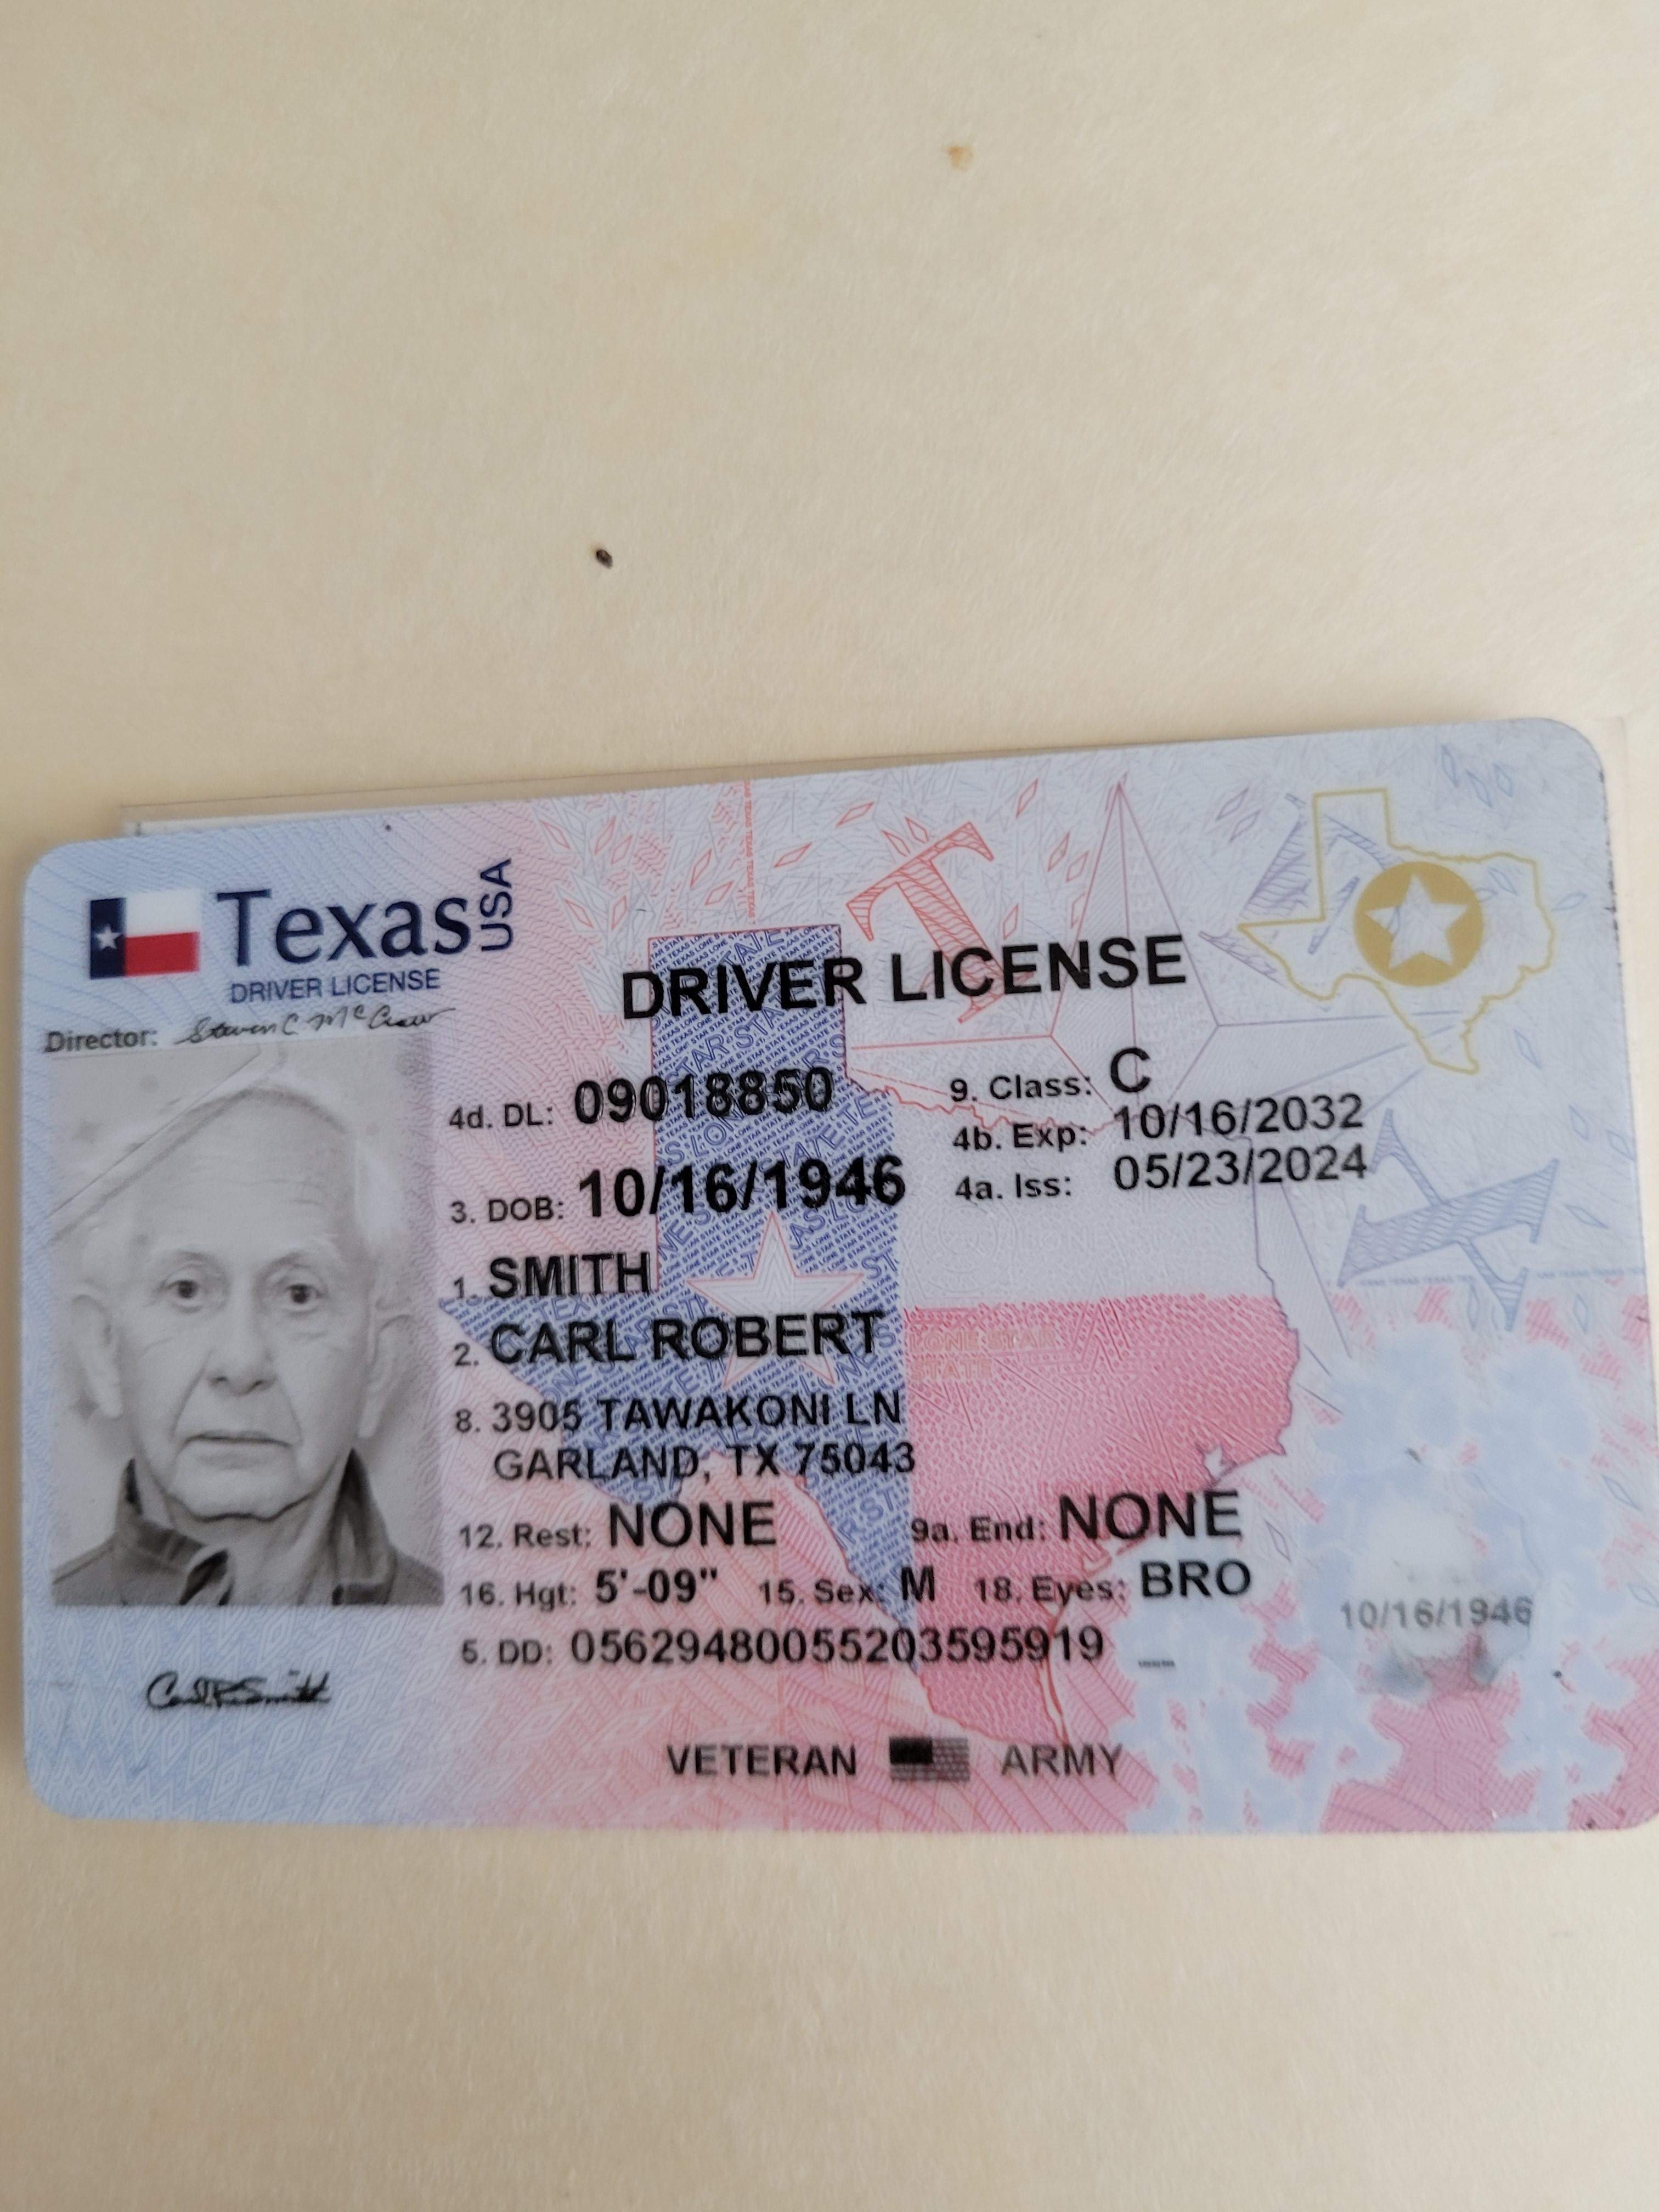 Texas USA
DRIVER LICENSE
Director: Steven C McCraw
DRIVER LICENSE
4d. DL: 09018850
9. Class: C
4b. Exp: 10/16/2032
3. DOB: 10/16/1946
4a. Iss: 05/23/2024
1. SMITH
2. CARL ROBERT
8. 3905 TAWAKONI LN
GARLAND, TX 75043
12. Rest: NONE
9a. End: NONE
16. Hgt: 5'-09" 15. Sex: M 18. Eyes: BRO
10/16/1946
5. DD: 05629480055203595919
Carl R Smith
VETERAN ARMY